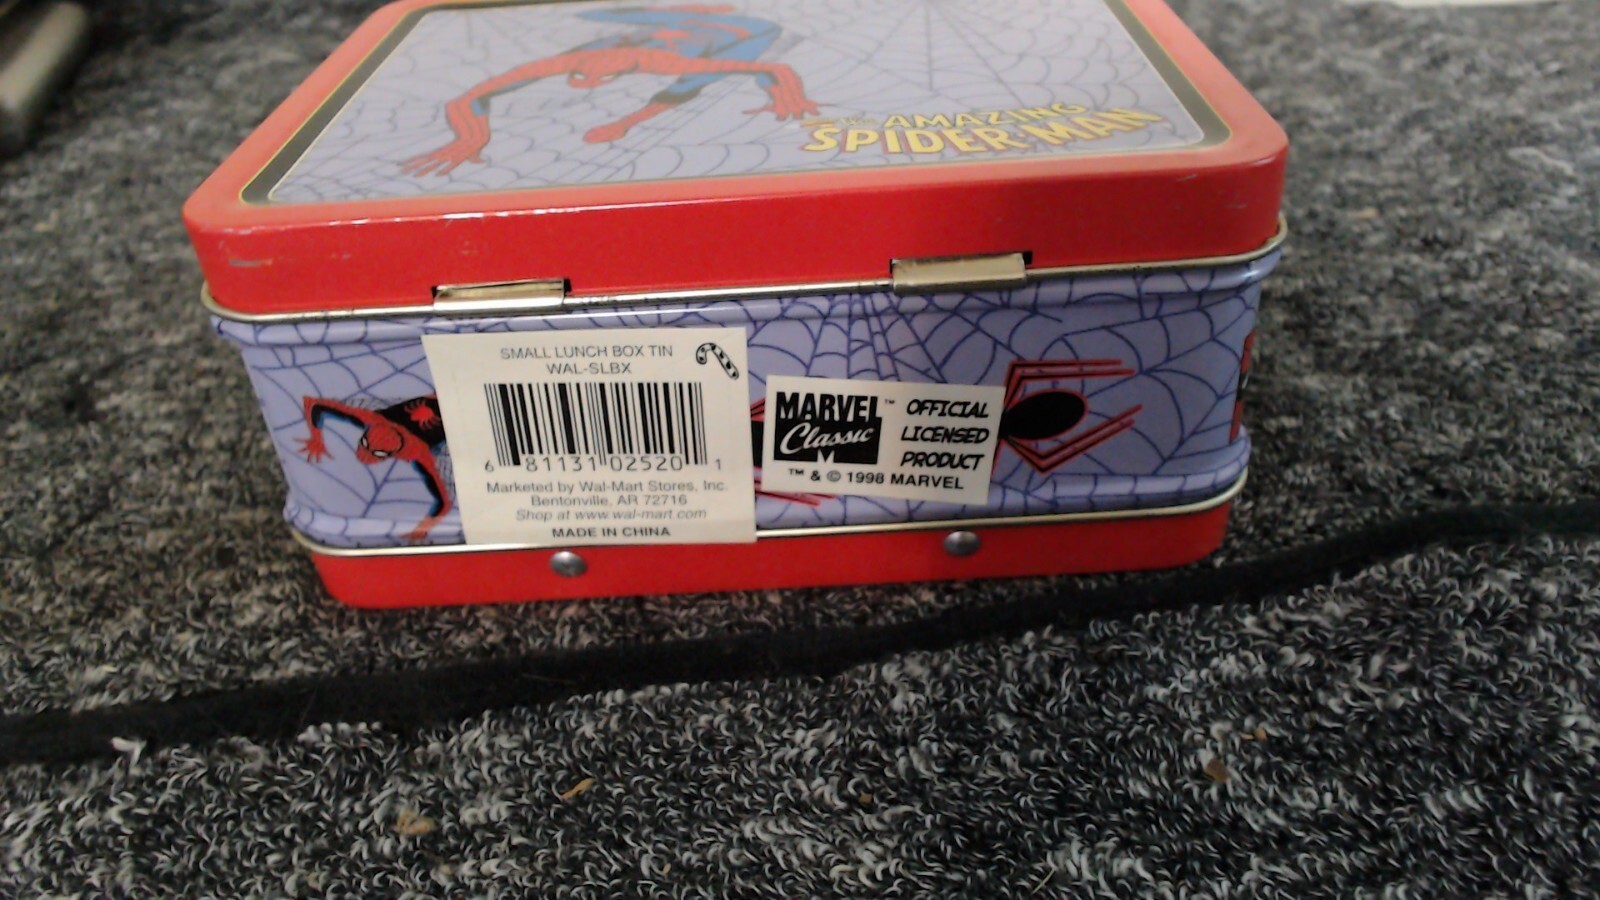 The AMAZING
SPIDER-MAN
SMALL LUNCH BOX TIN
WAL-SLBX
6 81131 02520 1
Marketed by Wal-Mart Stores, Inc.
Bentonville, AR 72716
Shop at www.wal-mart.com
MADE IN CHINA
MARVEL™
Classic
OFFICIAL
LICENSED
PRODUCT
™ & © 1998 MARVEL